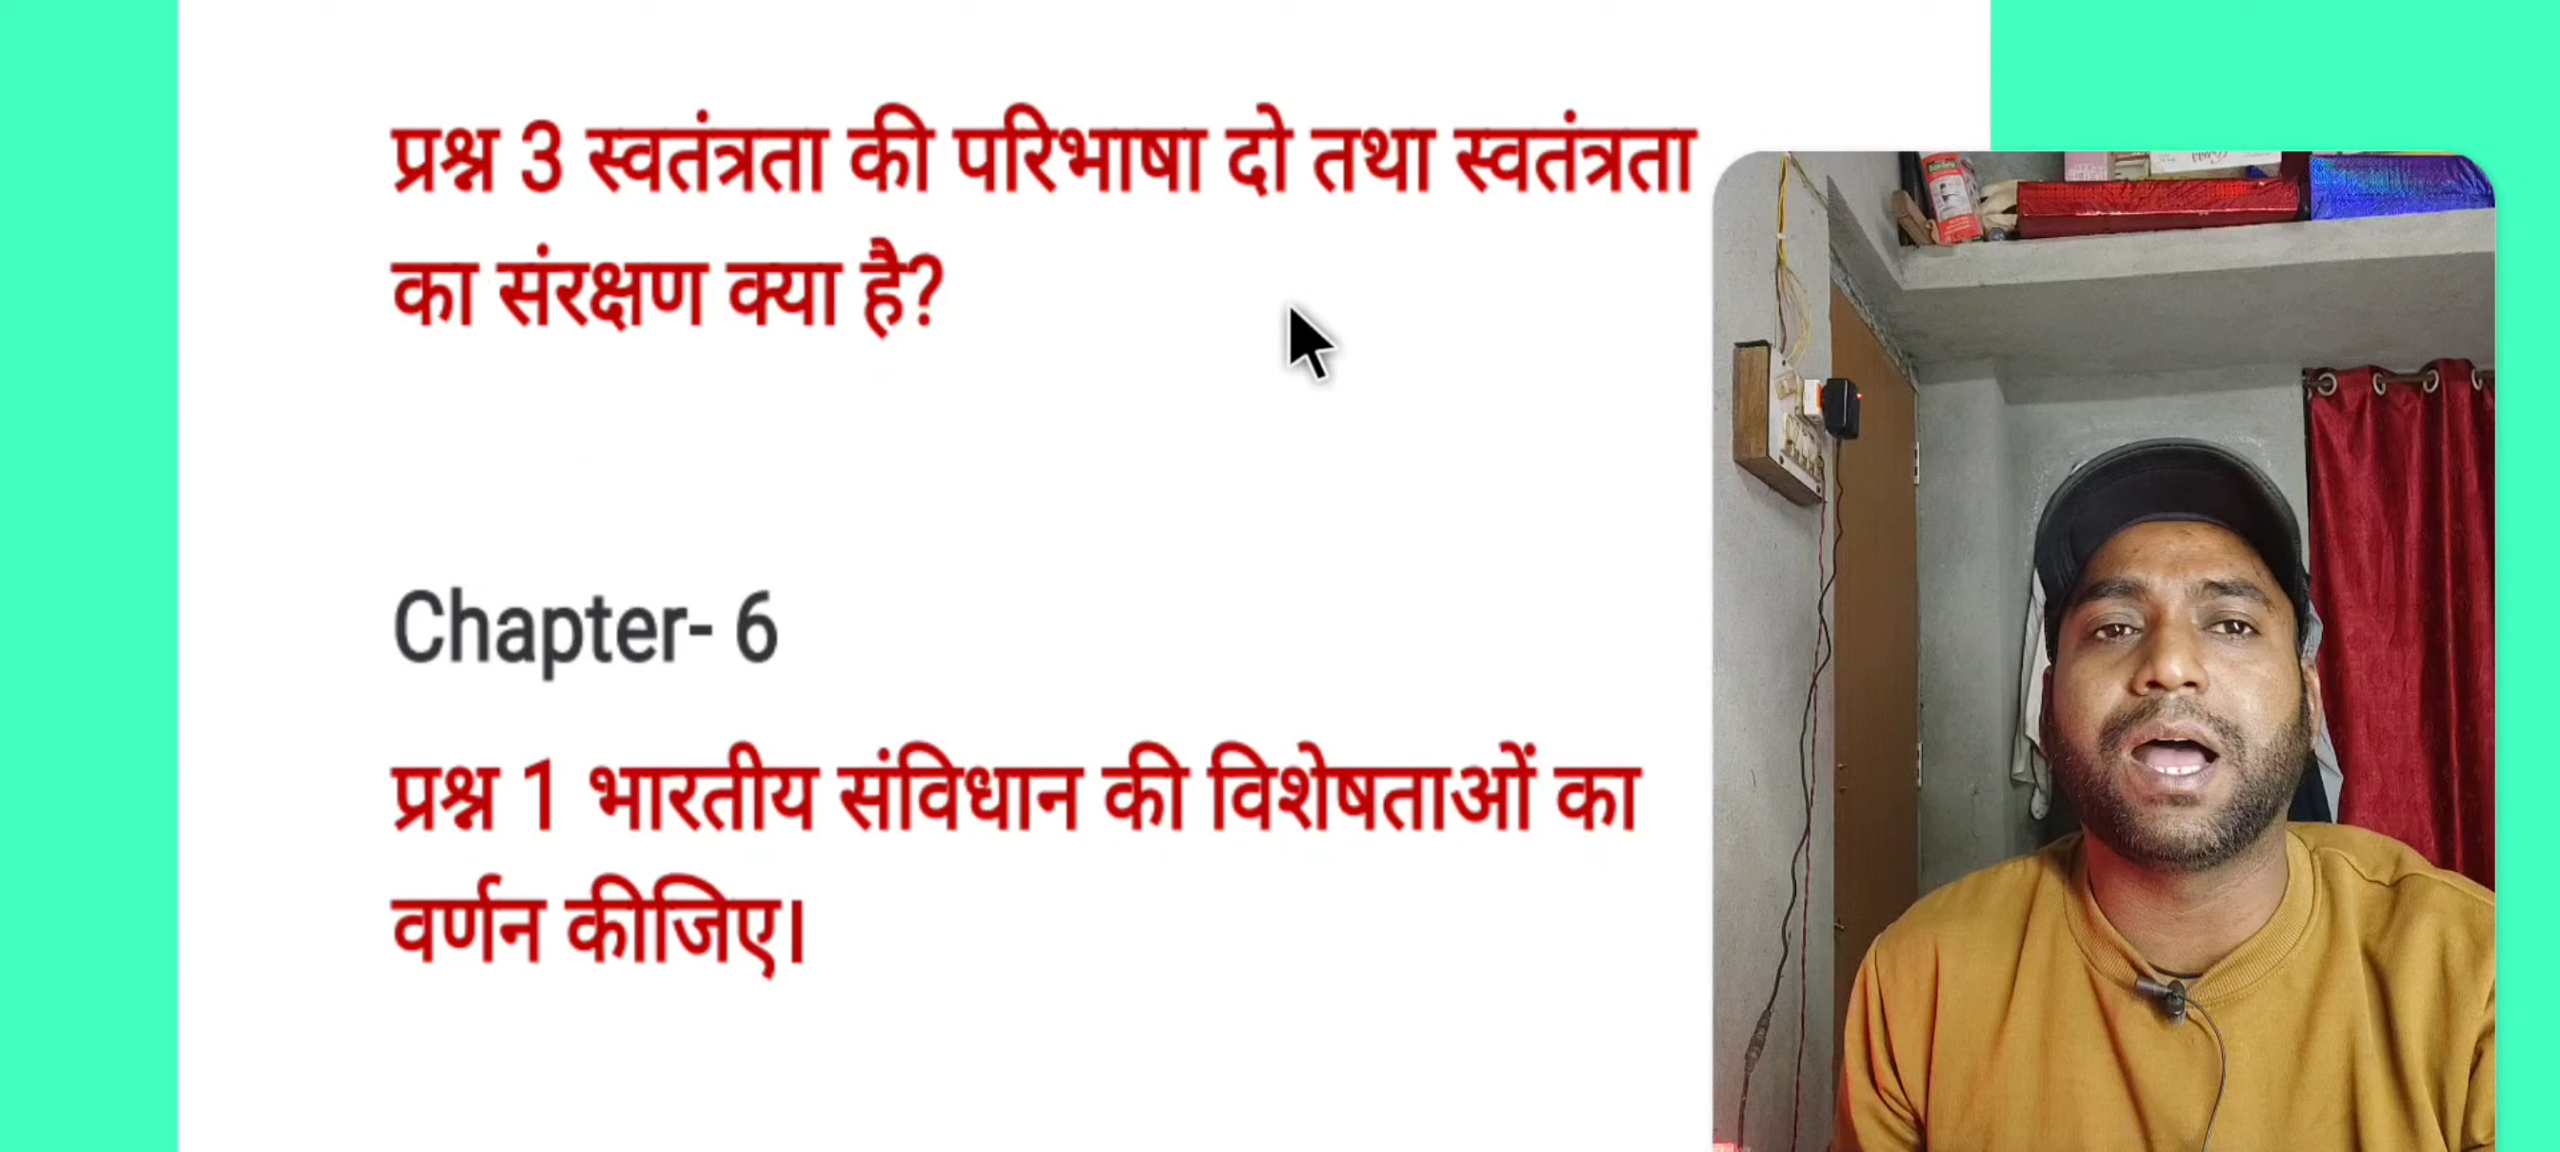 प्रश्न 3 स्वतंत्रता की परिभाषा दो तथा स्वतंत्रता
का संरक्षण क्या है?
Chapter- 6
प्रश्न 1 भारतीय संविधान की विशेषताओं का
वर्णन कीजिए।